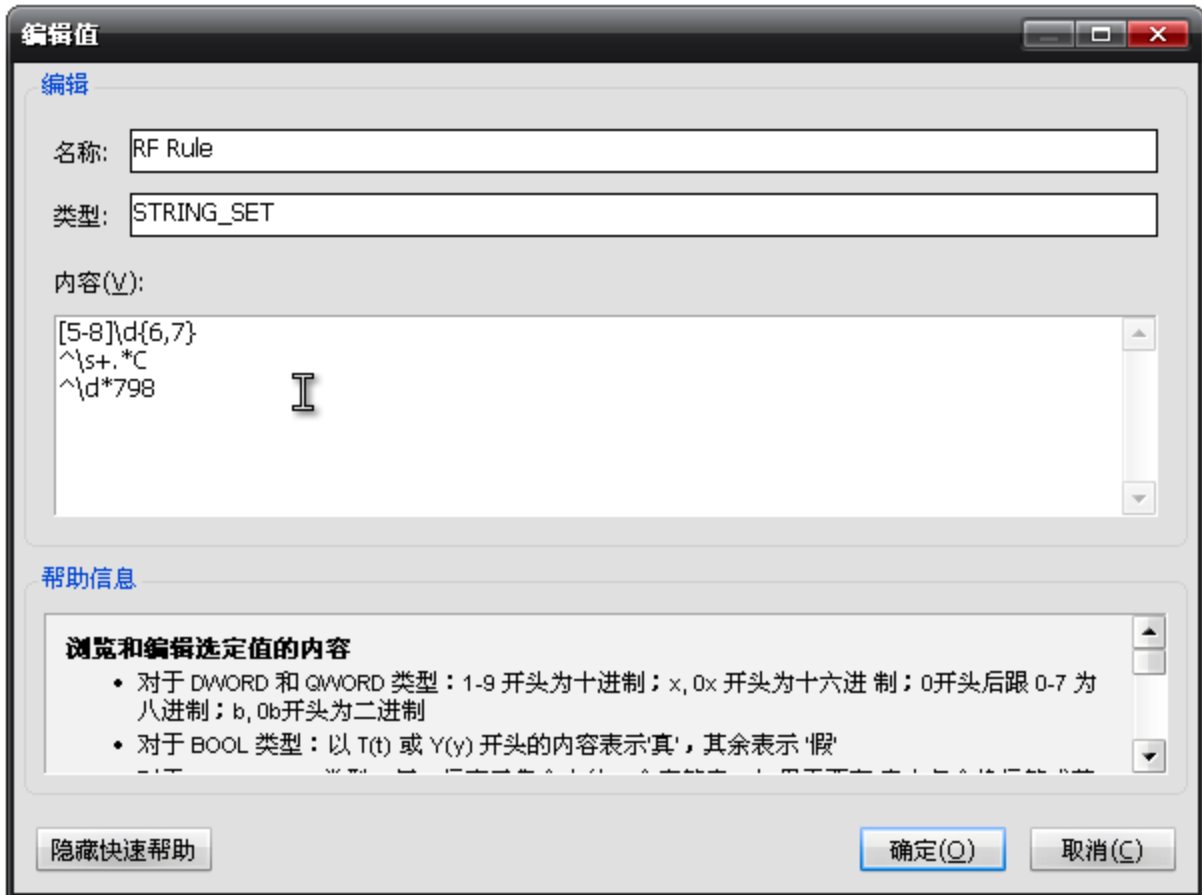 编辑值
编辑
名称: RF Rule
类型: STRING_SET
内容(V):
[5-8]\d{6,7}
^\s+.*C
^\d*798
帮助信息
浏览和编辑选定值的内容
• 对于 DWORD 和 QWORD 类型：1-9 开头为十进制；x, 0x 开头为十六进 制；0开头后跟 0-7 为
八进制；b, 0b开头为二进制
• 对于 BOOL 类型：以 T(t) 或 Y(y) 开头的内容表示'真'，其余表示 '假'
隐藏快速帮助
确定(O)
取消(C)